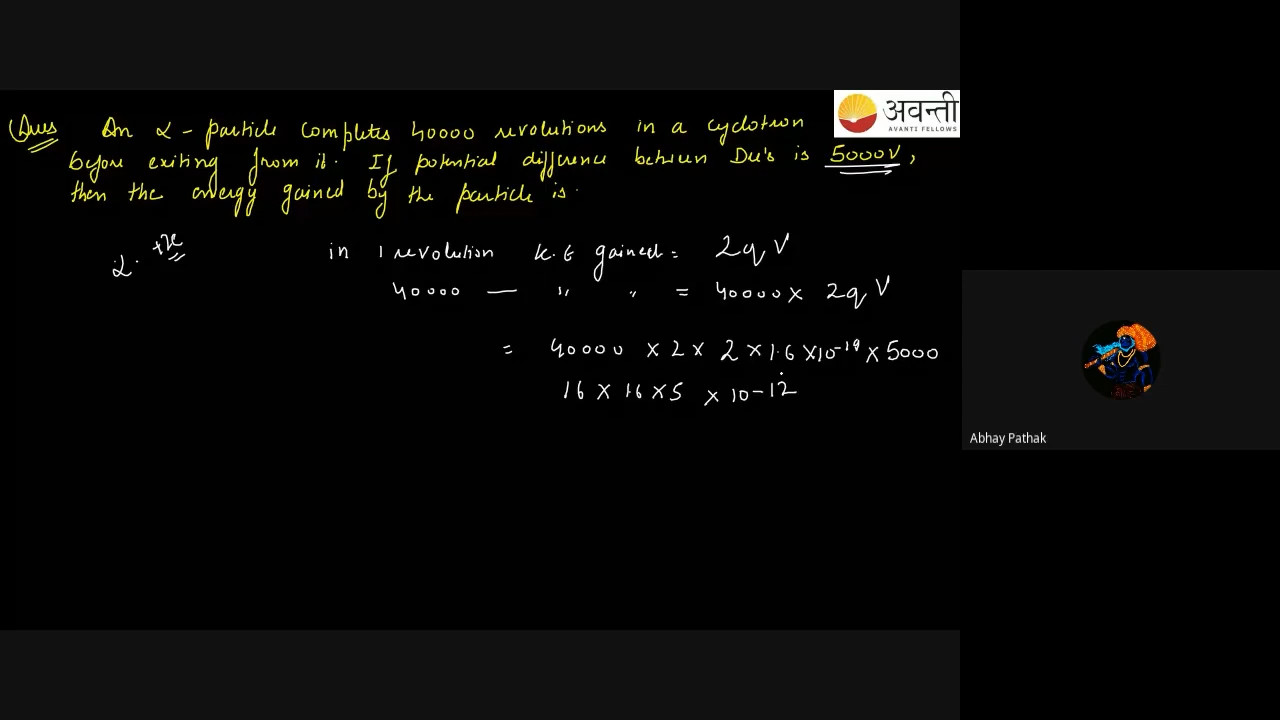 Ques An α - particle completes 40000 revolutions in a cyclotron
before exiting from it. If potential difference between Dee's is 5000V,
then the energy gained by the particle is.
अवन्ती
AVANTI FELLOWS
α. +2e
in 1 revolution K.E gained = 2qV
40000 — " " = 40000 × 2qV
= 40000 × 2 × 2 × 1.6 × 10-19 × 5000
16 × 16 × 5 × 10-12
Abhay Pathak